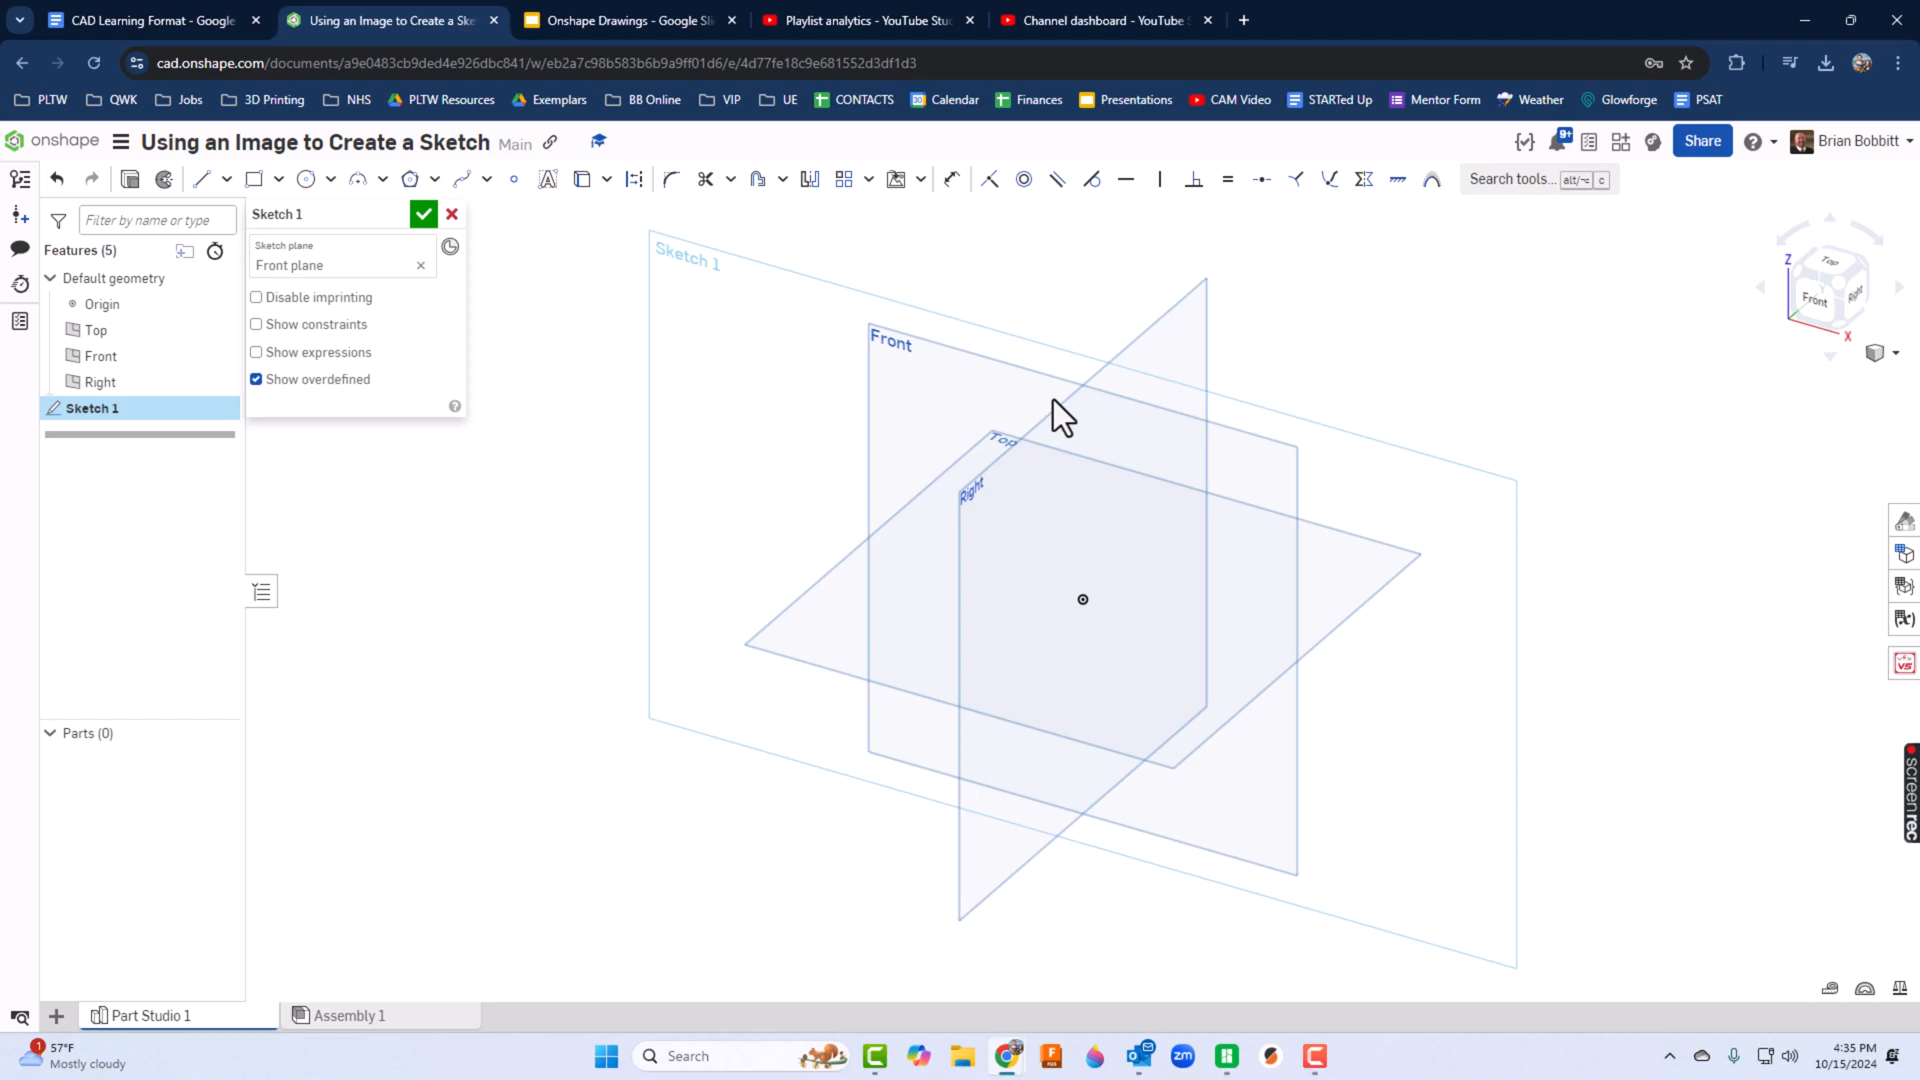 CAD Learning Format - Google
Using an Image to Create a Ske
Onshape Drawings - Google Sli
Playlist analytics - YouTube Stu
Channel dashboard - YouTube S
cad.onshape.com/documents/a9e0483cb9ded4e926dbc841/w/eb2a7c98b583b6b9a9ff01d6/e/4d77fe18c9e681552d3df1d3
PLTW
QWK
Jobs
3D Printing
NHS
PLTW Resources
Exemplars
BB Online
VIP
UE
CONTACTS
Calendar
Finances
Presentations
CAM Video
STARTed Up
Mentor Form
Weather
Glowforge
PSAT
onshape
Using an Image to Create a Sketch
Main
9+
Share
Brian Bobbitt
Search tools... alt/⌥ c
Filter by name or type
Features (5)
Default geometry
Origin
Top
Front
Right
Sketch 1
Sketch 1
Sketch plane
Front plane
Disable imprinting
Show constraints
Show expressions
Show overdefined
Sketch 1
Front
Top
Right
Z
Top
Front
Right
Y
X
Parts (0)
screenrec
Part Studio 1
Assembly 1
1
57°F
Mostly cloudy
Search
zm
4:35 PM
10/15/2024